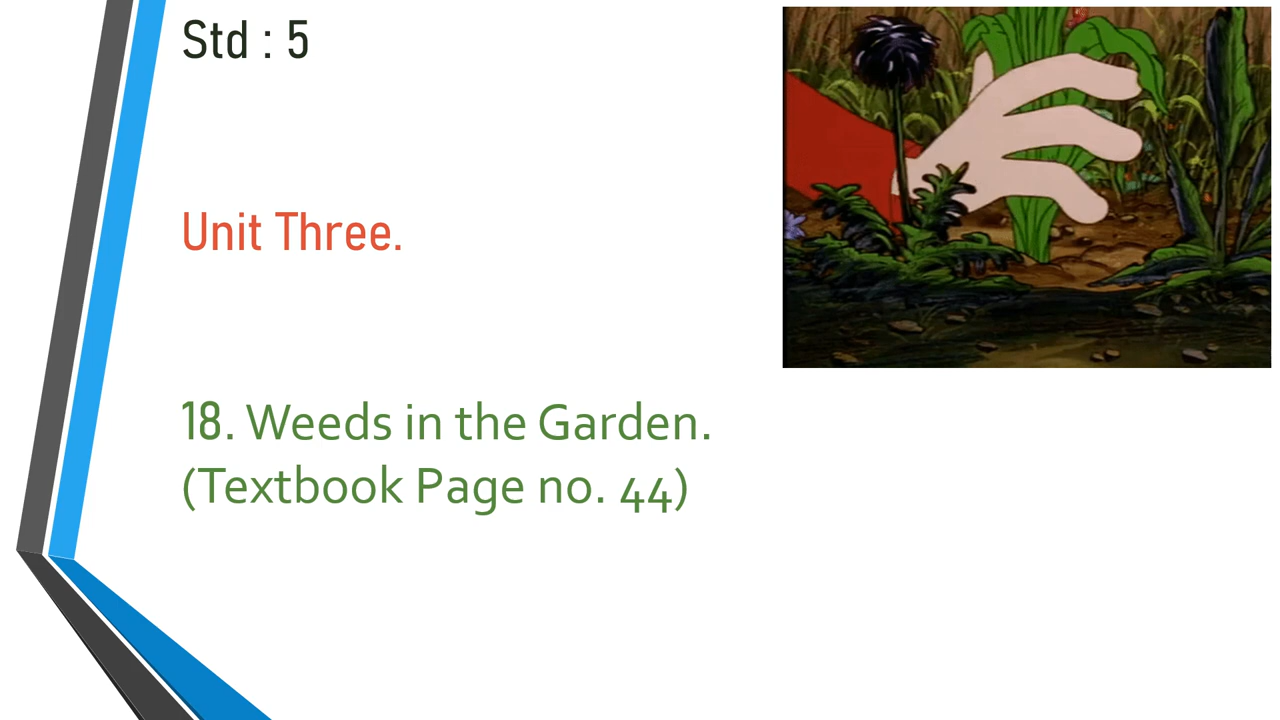 Std : 5
Unit Three.
18. Weeds in the Garden.
(Textbook Page no. 44)